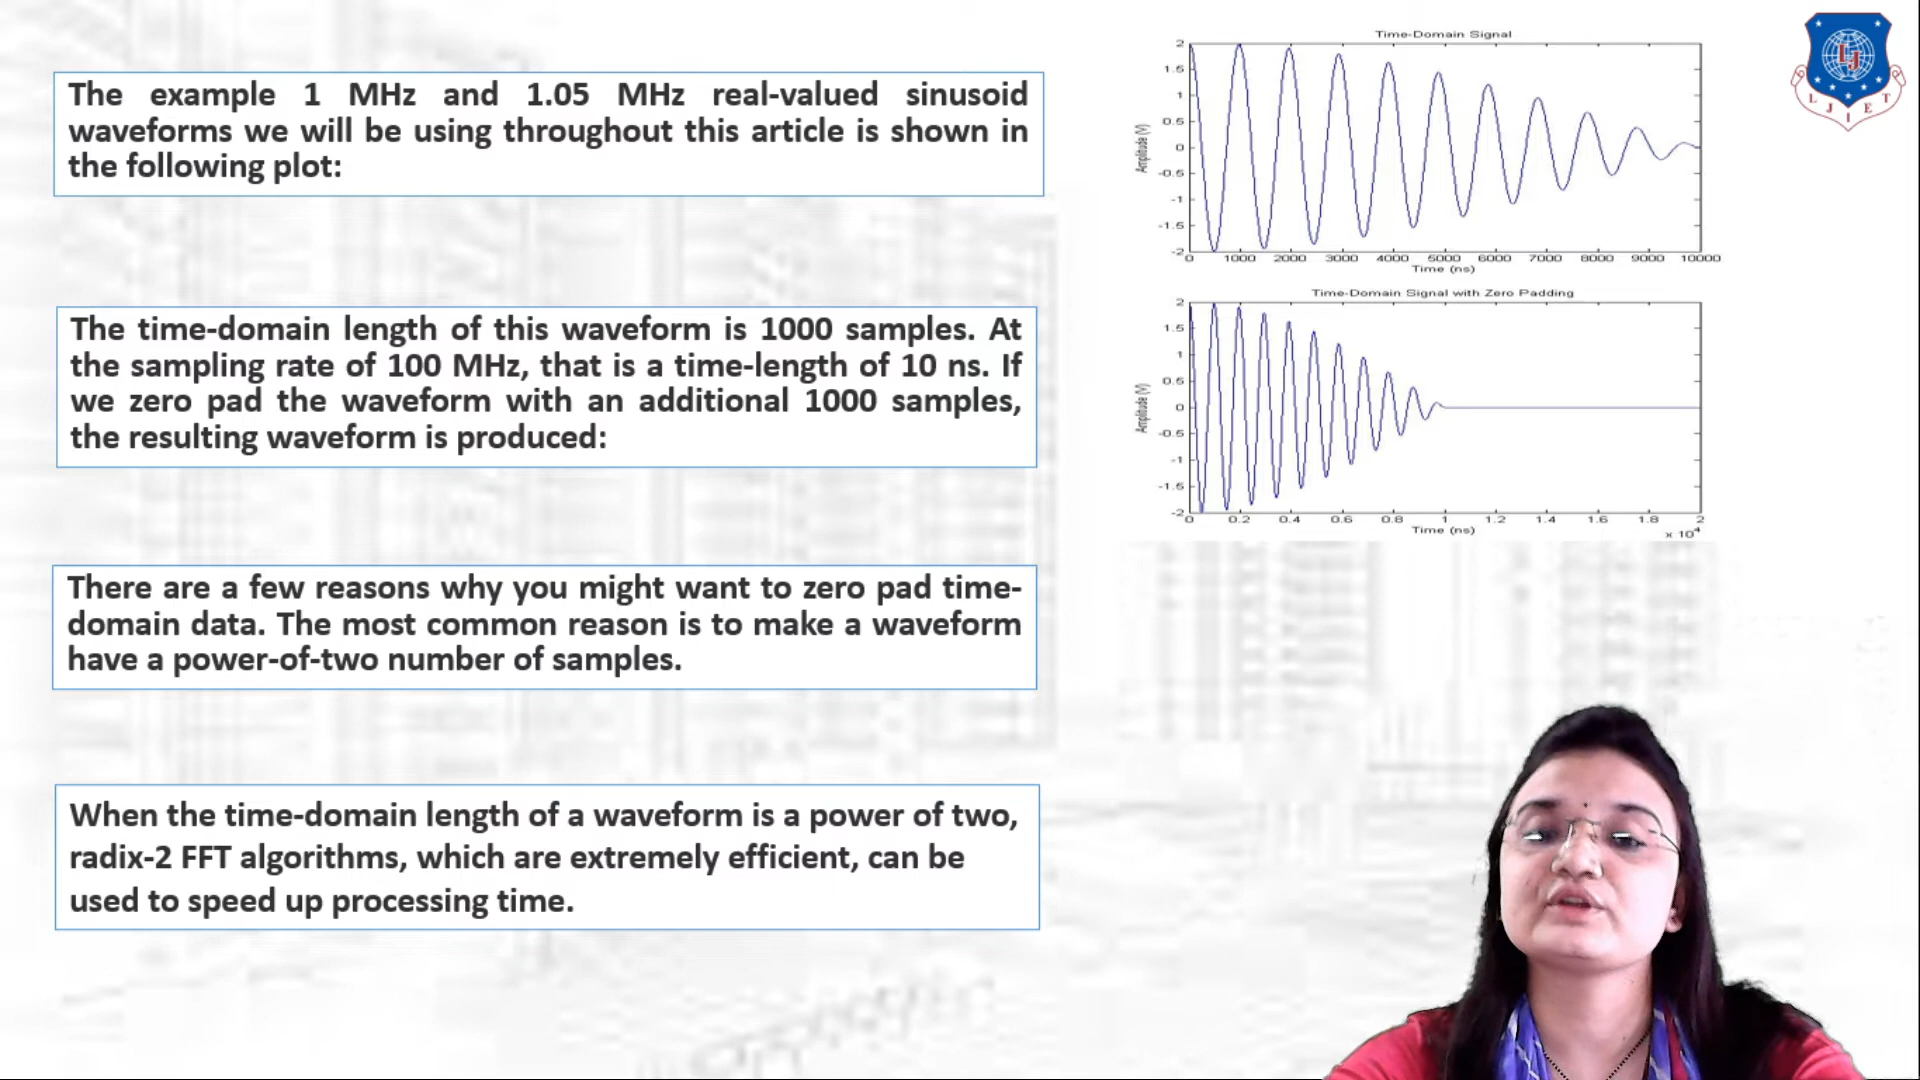 The example 1 MHz and 1.05 MHz real-valued sinusoid
waveforms we will be using throughout this article is shown in
the following plot:
The time-domain length of this waveform is 1000 samples. At
the sampling rate of 100 MHz, that is a time-length of 10 ns. If
we zero pad the waveform with an additional 1000 samples,
the resulting waveform is produced:
There are a few reasons why you might want to zero pad time-
domain data. The most common reason is to make a waveform
have a power-of-two number of samples.
When the time-domain length of a waveform is a power of two,
radix-2 FFT algorithms, which are extremely efficient, can be
used to speed up processing time.
Time-Domain Signal
Amplitude (V)
2
1.5
1
0.5
0
-0.5
-1
-1.5
-2
0 1000 2000 3000 4000 5000 6000 7000 8000 9000 10000
Time (ns)
Time-Domain Signal with Zero Padding
Amplitude (V)
2
1.5
1
0.5
0
-0.5
-1
-1.5
-2
0 0.2 0.4 0.6 0.8 1 1.2 1.4 1.6 1.8 2
Time (ns)
x 10⁴
LJ
L J I E T